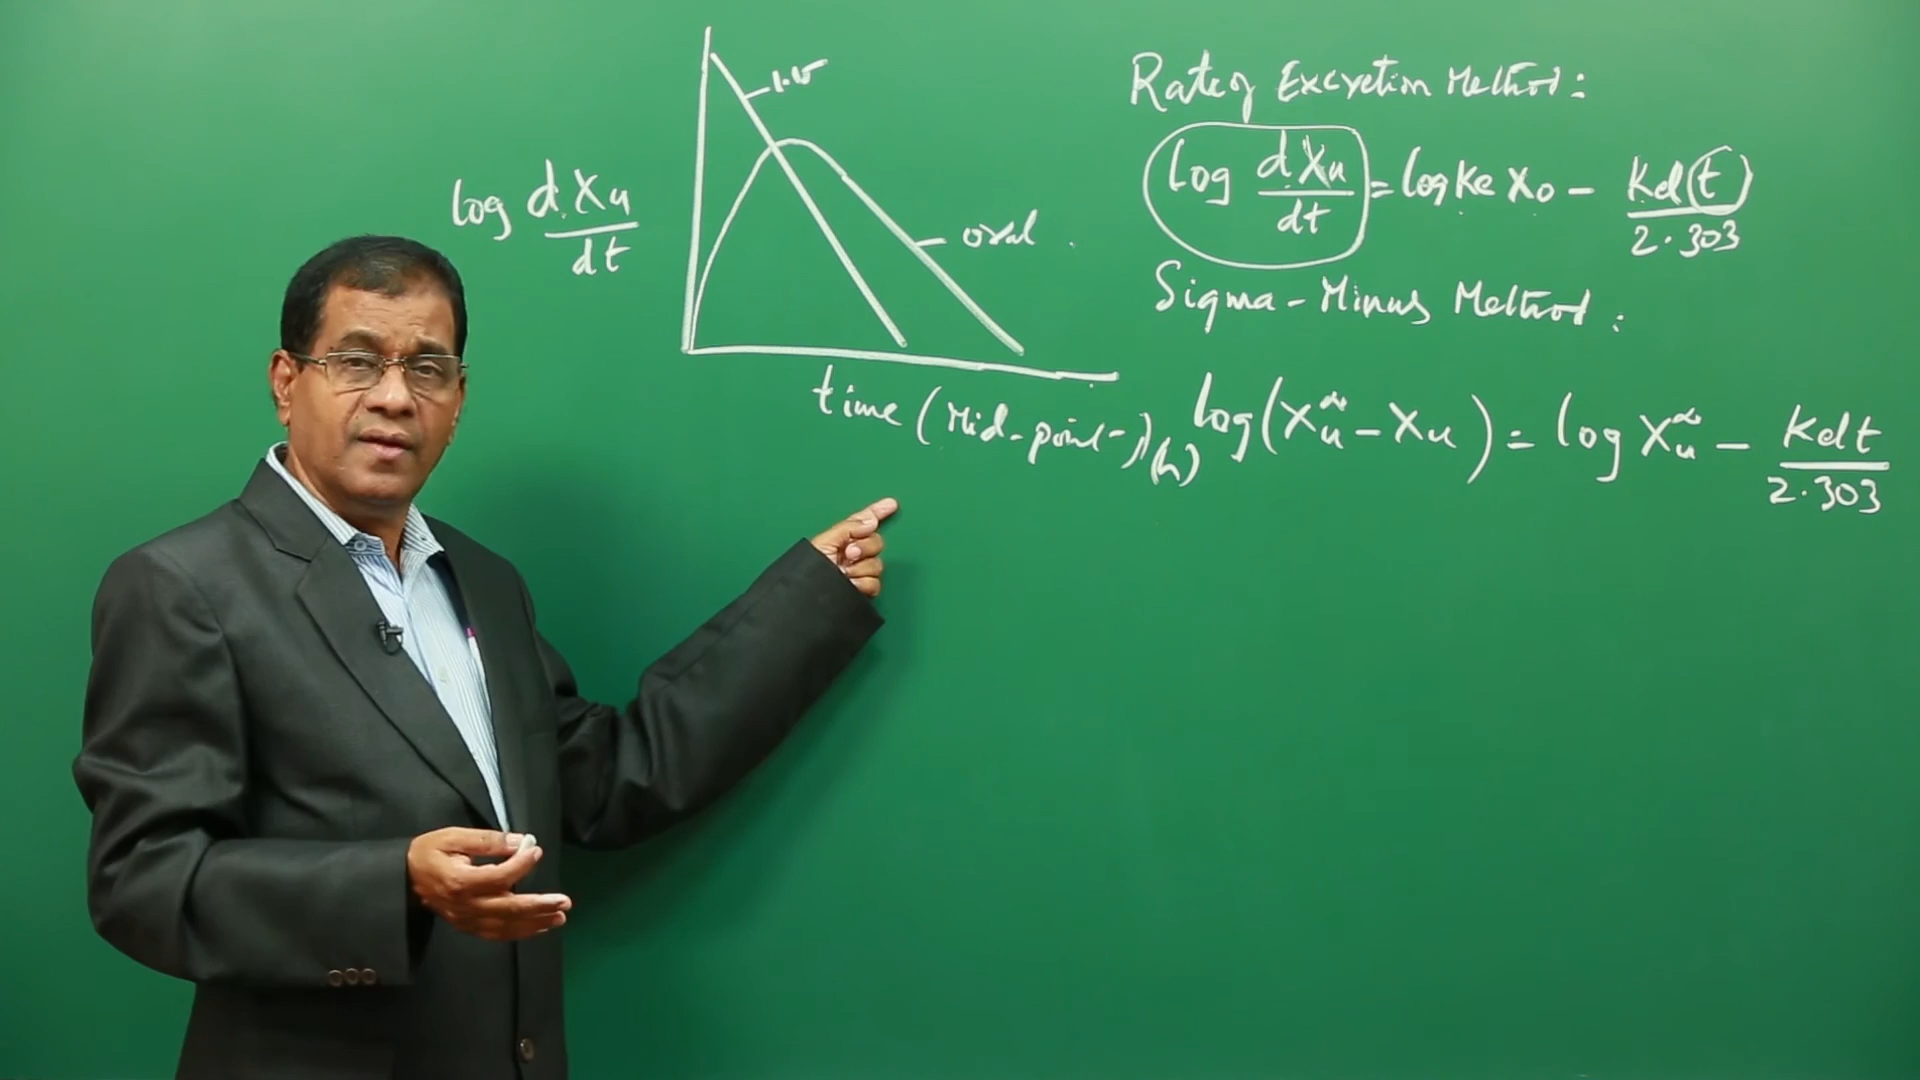 i.v
log dXu/dt
oral
time (Mid-point) (h)
Rate of Excretion Method:
log dXu/dt = log Ke X0 - Kel(t)/2.303
Sigma-Minus Method:
log(Xu∞ - Xu) = log Xu∞ - Kelt/2.303